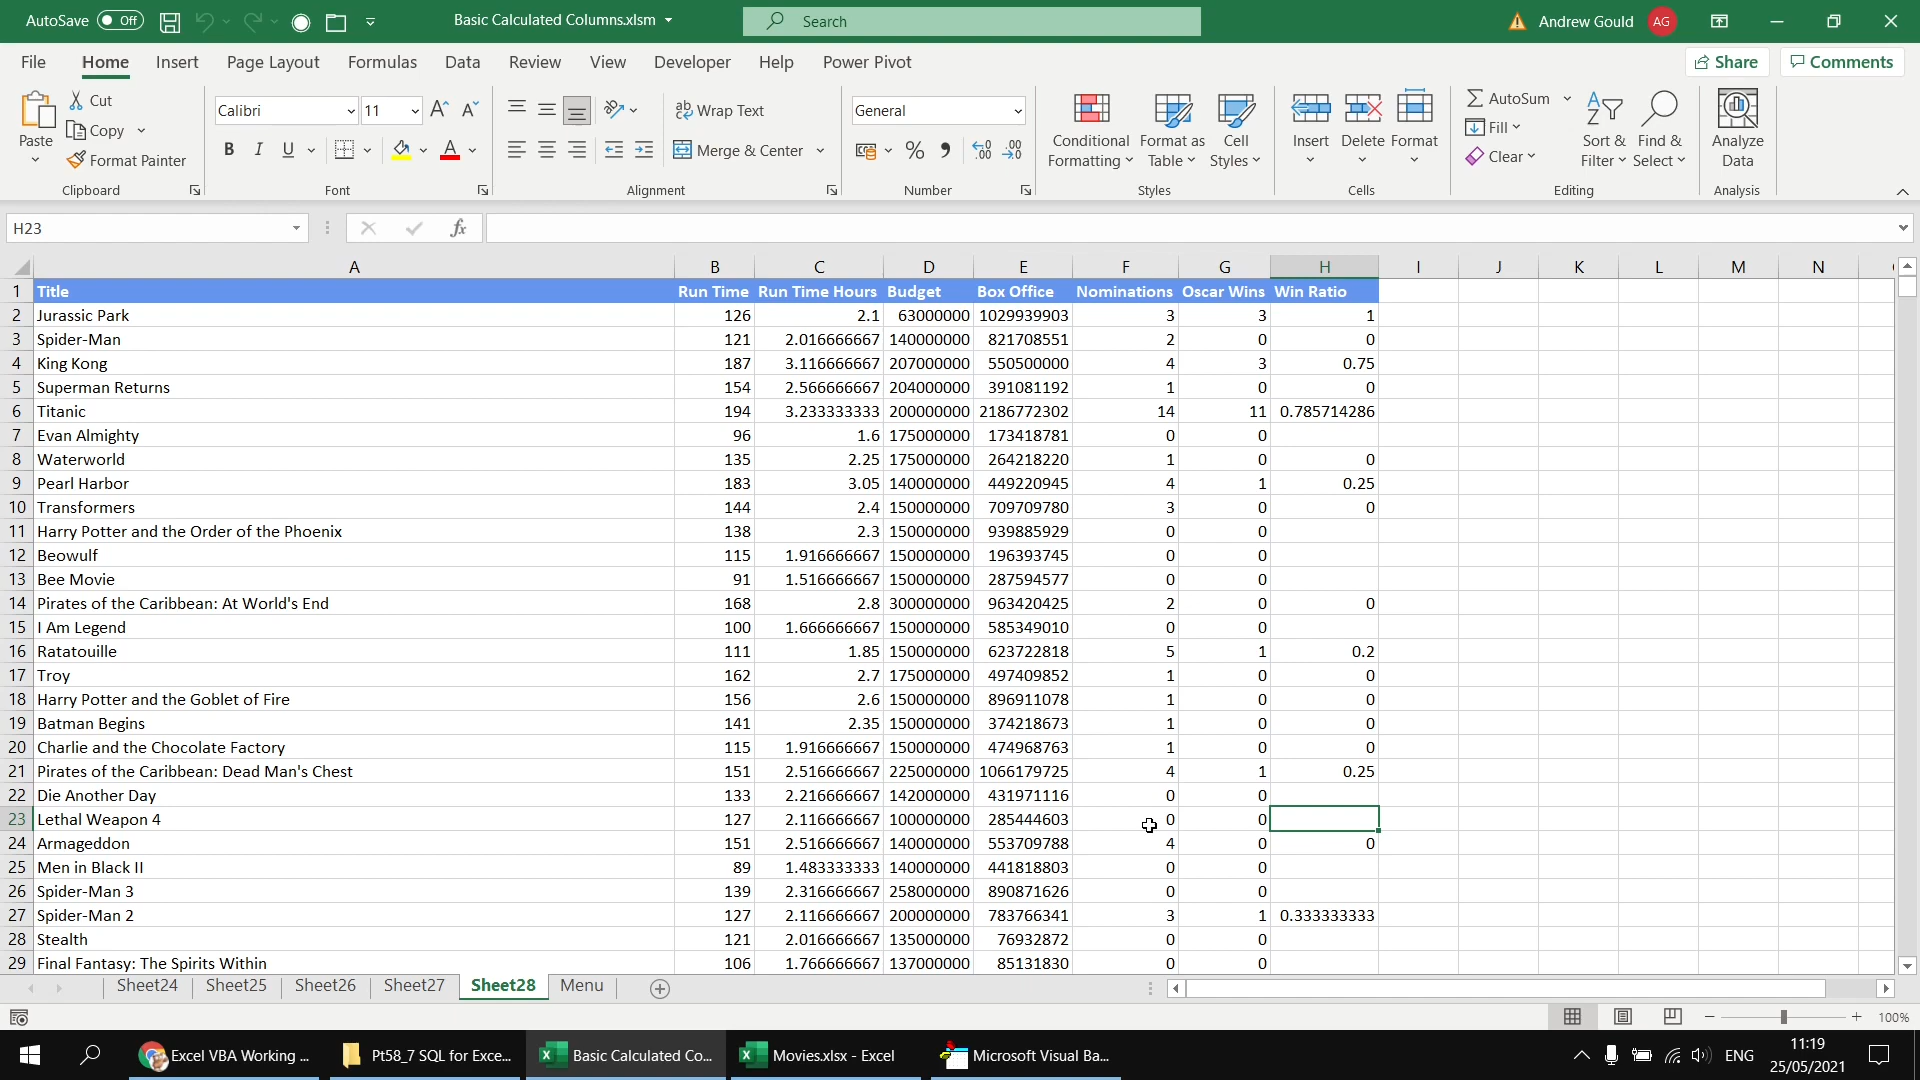 AutoSave Off Basic Calculated Columns.xlsm Search Andrew Gould AG
File Home Insert Page Layout Formulas Data Review View Developer Help Power Pivot Share Comments
Paste Cut Copy Format Painter Clipboard
Calibri 11 B I U A Font
ab Wrap Text Merge & Center Alignment
General % Number
Conditional Formatting Format as Table Cell Styles Styles
Insert Delete Format Cells
AutoSum Fill Clear Sort & Filter Find & Select Editing
Analyze Data Analysis
H23 fx
A B C D E F G H I J K L M N
1 Title Run Time Run Time Hours Budget Box Office Nominations Oscar Wins Win Ratio
2 Jurassic Park 126 2.1 63000000 1029939903 3 3 1
3 Spider-Man 121 2.016666667 140000000 821708551 2 0 0
4 King Kong 187 3.116666667 207000000 550500000 4 3 0.75
5 Superman Returns 154 2.566666667 204000000 391081192 1 0 0
6 Titanic 194 3.233333333 200000000 2186772302 14 11 0.785714286
7 Evan Almighty 96 1.6 175000000 173418781 0 0
8 Waterworld 135 2.25 175000000 264218220 1 0 0
9 Pearl Harbor 183 3.05 140000000 449220945 4 1 0.25
10 Transformers 144 2.4 150000000 709709780 3 0 0
11 Harry Potter and the Order of the Phoenix 138 2.3 150000000 939885929 0 0
12 Beowulf 115 1.916666667 150000000 196393745 0 0
13 Bee Movie 91 1.516666667 150000000 287594577 0 0
14 Pirates of the Caribbean: At World's End 168 2.8 300000000 963420425 2 0 0
15 I Am Legend 100 1.666666667 150000000 585349010 0 0
16 Ratatouille 111 1.85 150000000 623722818 5 1 0.2
17 Troy 162 2.7 175000000 497409852 1 0 0
18 Harry Potter and the Goblet of Fire 156 2.6 150000000 896911078 1 0 0
19 Batman Begins 141 2.35 150000000 374218673 1 0 0
20 Charlie and the Chocolate Factory 115 1.916666667 150000000 474968763 1 0 0
21 Pirates of the Caribbean: Dead Man's Chest 151 2.516666667 225000000 1066179725 4 1 0.25
22 Die Another Day 133 2.216666667 142000000 431971116 0 0
23 Lethal Weapon 4 127 2.116666667 100000000 285444603 0 0
24 Armageddon 151 2.516666667 140000000 553709788 4 0 0
25 Men in Black II 89 1.483333333 140000000 441818803 0 0
26 Spider-Man 3 139 2.316666667 258000000 890871626 0 0
27 Spider-Man 2 127 2.116666667 200000000 783766341 3 1 0.333333333
28 Stealth 121 2.016666667 135000000 76932872 0 0
29 Final Fantasy: The Spirits Within 106 1.766666667 137000000 85131830 0 0
Sheet24 Sheet25 Sheet26 Sheet27 Sheet28 Menu
100%
Excel VBA Working ... Pt58_7 SQL for Exce... Basic Calculated Co... Movies.xlsx - Excel Microsoft Visual Ba... ENG 11:19
25/05/2021